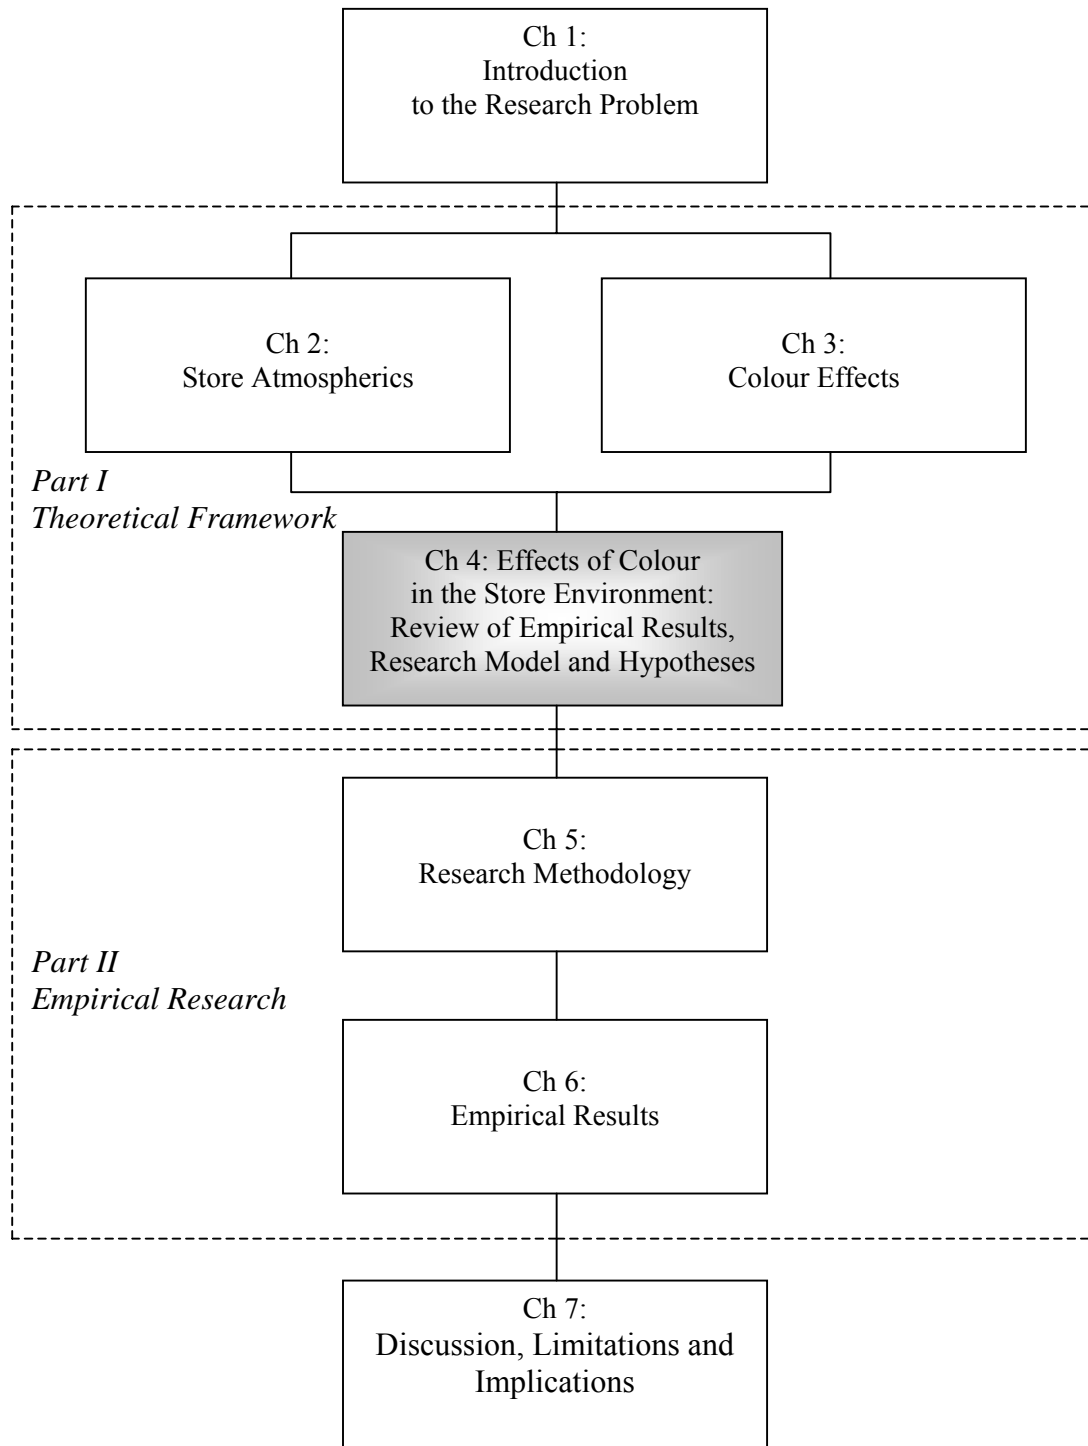 Ch 1:
Introduction
to the Research Problem
Ch 2:
Store Atmospherics
Ch 3:
Colour Effects
Part I
Theoretical Framework
Ch 4: Effects of Colour
in the Store Environment:
Review of Empirical Results,
Research Model and Hypotheses
Ch 5:
Research Methodology
Part II
Empirical Research
Ch 6:
Empirical Results
Ch 7:
Discussion, Limitations and
Implications